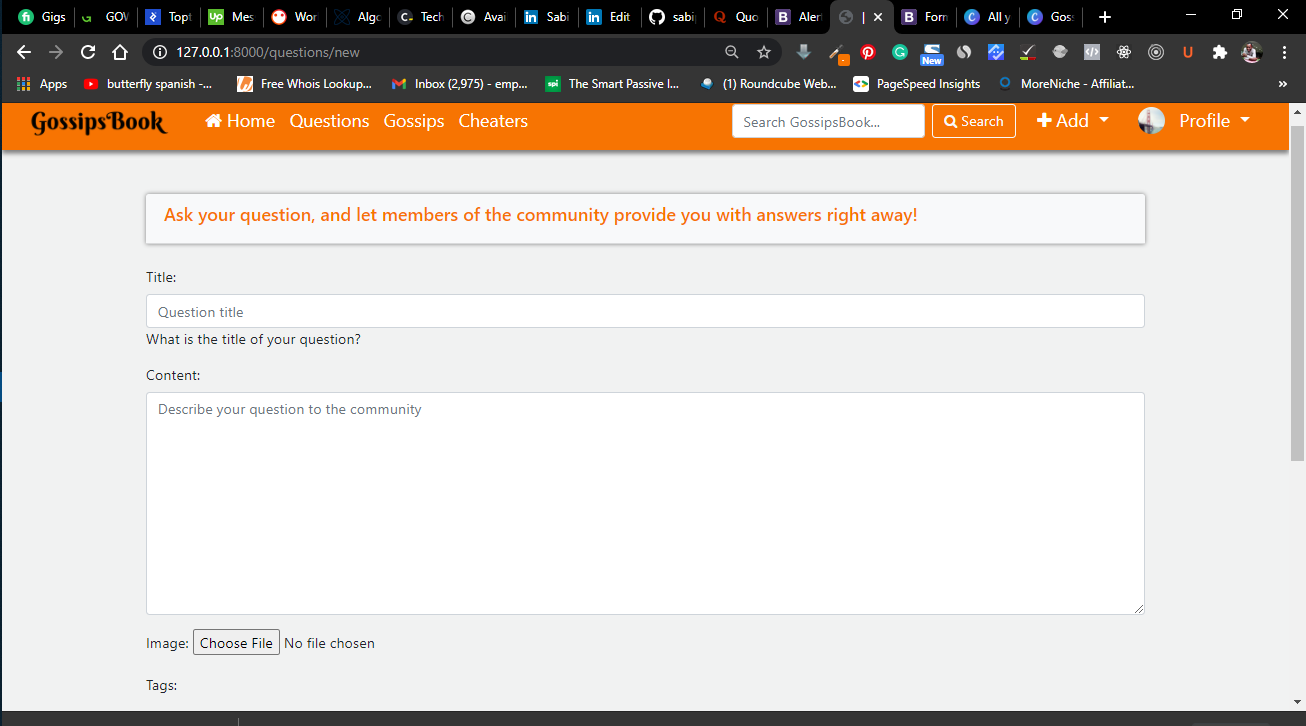 Gigs
GOV
Topt
Mes
Wor
Algo
Tech
Avai
Sabi
Edit
sabi
Quo
Aler
|
Forn
All y
Gos
127.0.0.1:8000/questions/new
New
Apps
butterfly spanish -...
Free Whois Lookup...
Inbox (2,975) - emp...
The Smart Passive I...
(1) Roundcube Web...
PageSpeed Insights
MoreNiche - Affiliat...
»
GossipsBook
Home
Questions
Gossips
Cheaters
Search GossipsBook...
Search
Add
Profile
Ask your question, and let members of the community provide you with answers right away!
Title:
Question title
What is the title of your question?
Content:
Describe your question to the community
Image: Choose File No file chosen
Tags: